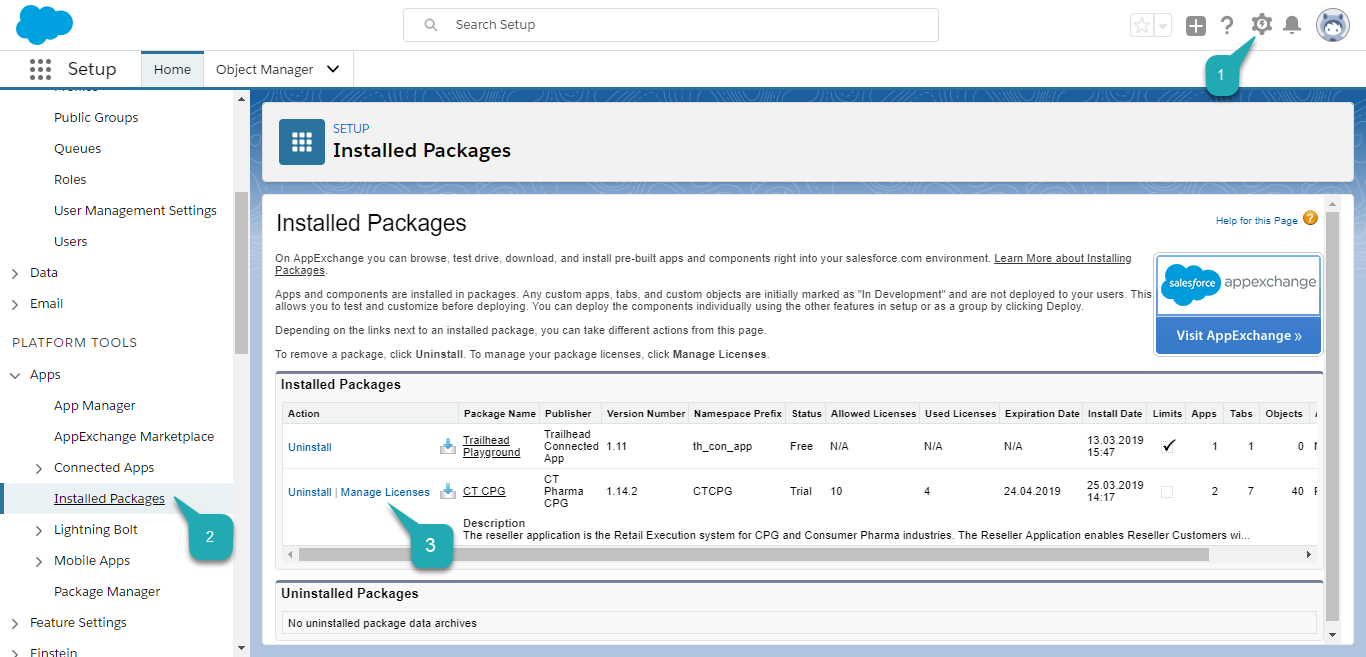 Search Setup
1
Setup
Home
Object Manager
Profiles
Public Groups
Queues
Roles
User Management Settings
Users
Data
Email
PLATFORM TOOLS
Apps
App Manager
AppExchange Marketplace
Connected Apps
Installed Packages
2
Lightning Bolt
Mobile Apps
Package Manager
Feature Settings
Einstein
SETUP
Installed Packages
Installed Packages
Help for this Page ?
On AppExchange you can browse, test drive, download, and install pre-built apps and components right into your salesforce.com environment. Learn More about Installing
Packages.
Apps and components are installed in packages. Any custom apps, tabs, and custom objects are initially marked as "In Development" and are not deployed to your users. This
allows you to test and customize before deploying. You can deploy the components individually using the other features in setup or as a group by clicking Deploy.
Depending on the links next to an installed package, you can take different actions from this page.
To remove a package, click Uninstall. To manage your package licenses, click Manage Licenses.
salesforce appexchange
Visit AppExchange »
Installed Packages
Action Package Name Publisher Version Number Namespace Prefix Status Allowed Licenses Used Licenses Expiration Date Install Date Limits Apps Tabs Objects
Uninstall Trailhead Playground Trailhead Connected App 1.11 th_con_app Free N/A N/A N/A 13.03.2019 15:47 1 1 0
Uninstall | Manage Licenses CT CPG CT Pharma CPG 1.14.2 CTCPG Trial 10 4 24.04.2019 25.03.2019 14:17 2 7 40
3
Description
The reseller application is the Retail Execution system for CPG and Consumer Pharma industries. The Reseller Application enables Reseller Customers wi...
Uninstalled Packages
No uninstalled package data archives